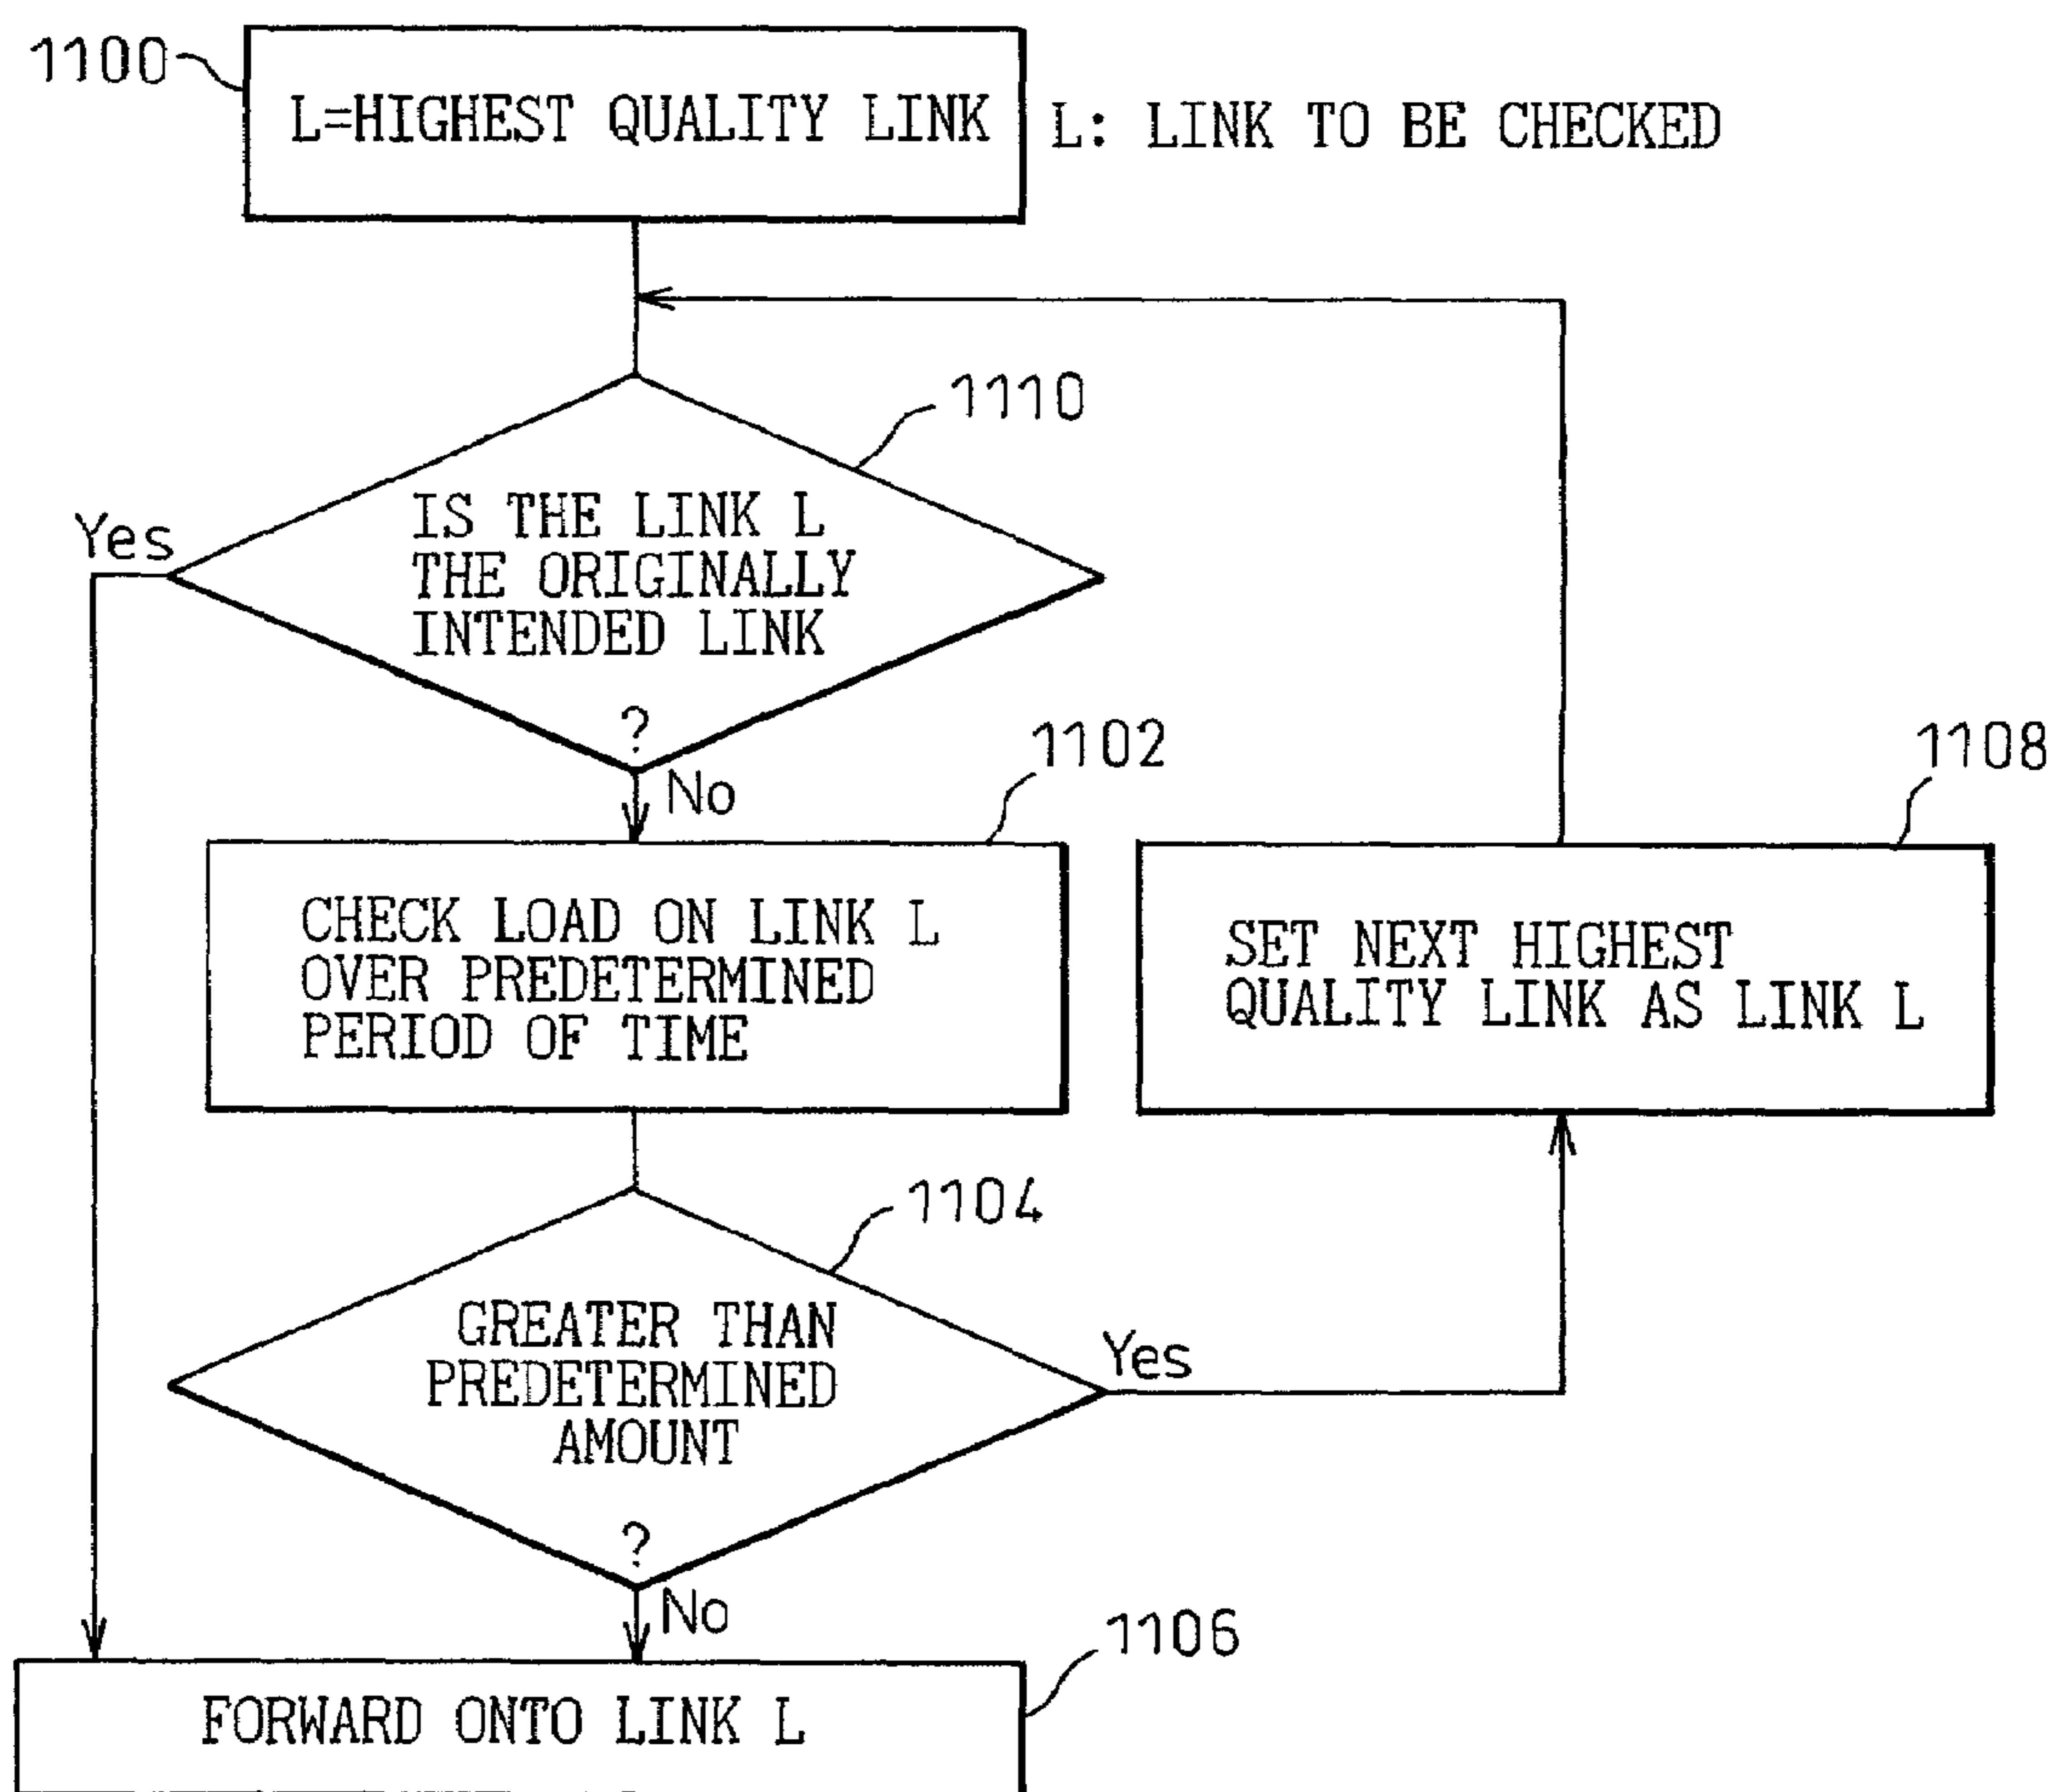 1100
L=HIGHEST QUALITY LINK
L: LINK TO BE CHECKED
1110
IS THE LINK L
THE ORIGINALLY
INTENDED LINK
?
Yes
No
1102
CHECK LOAD ON LINK L
OVER PREDETERMINED
PERIOD OF TIME
1108
SET NEXT HIGHEST
QUALITY LINK AS LINK L
1104
GREATER THAN
PREDETERMINED
AMOUNT
?
Yes
No
1106
FORWARD ONTO LINK L